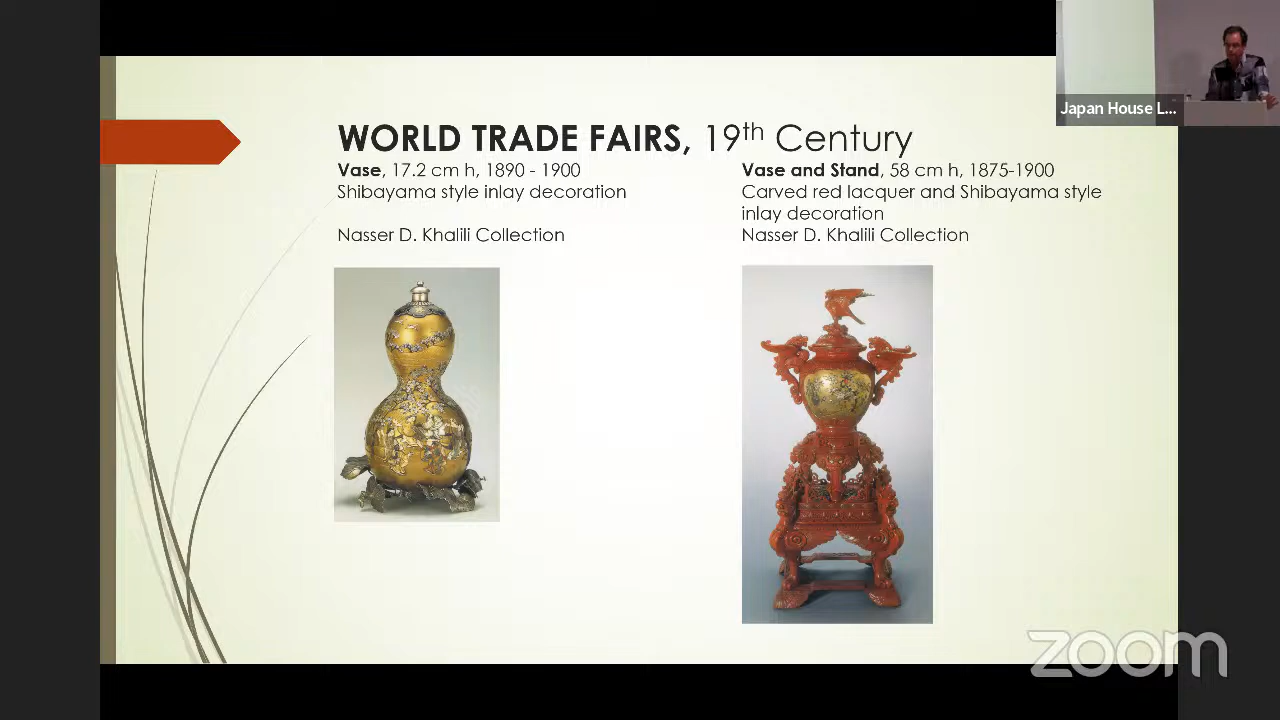 WORLD TRADE FAIRS, 19th Century
Vase, 17.2 cm h, 1890 - 1900
Shibayama style inlay decoration
Nasser D. Khalili Collection
Vase and Stand, 58 cm h, 1875-1900
Carved red lacquer and Shibayama style
inlay decoration
Nasser D. Khalili Collection
Japan House L...
zoom